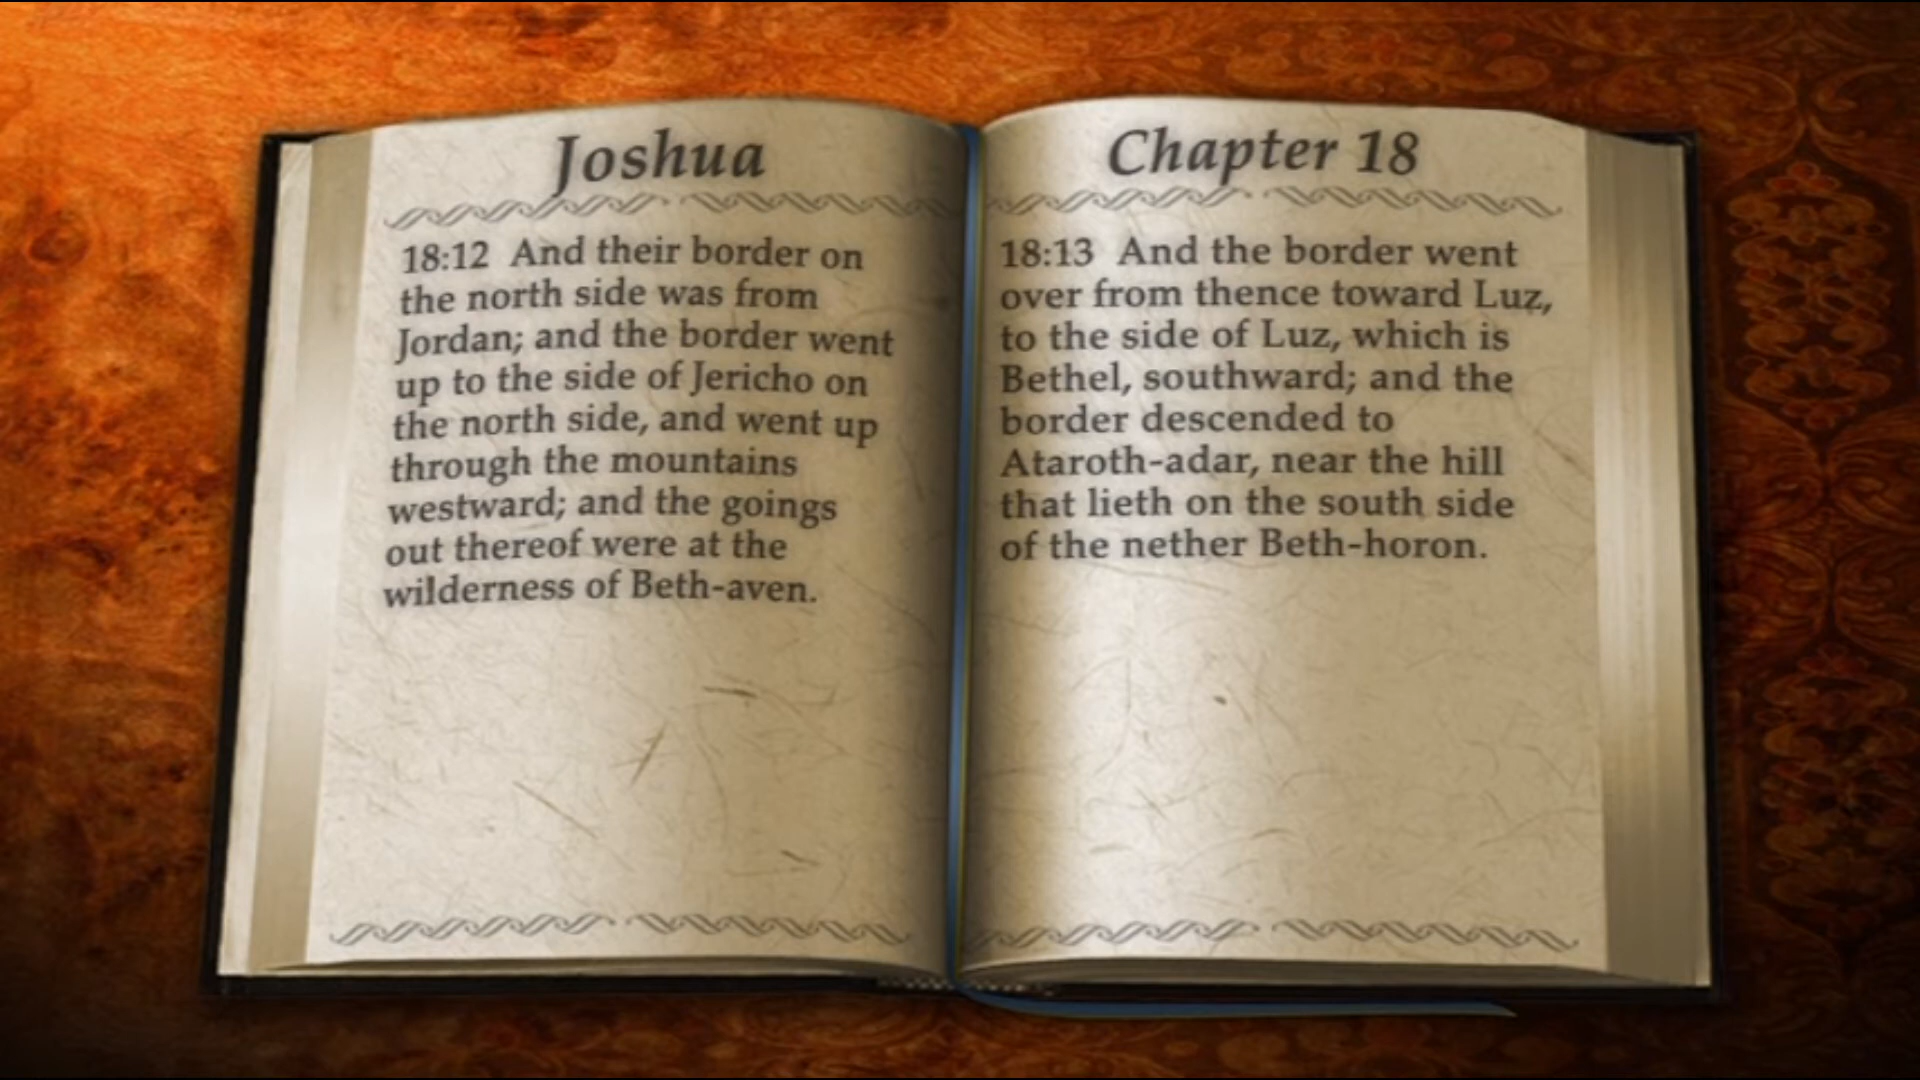 Joshua
18:12 And their border on
the north side was from
Jordan; and the border went
up to the side of Jericho on
the north side, and went up
through the mountains
westward; and the goings
out thereof were at the
wilderness of Beth-aven.
Chapter 18
18:13 And the border went
over from thence toward Luz,
to the side of Luz, which is
Bethel, southward; and the
border descended to
Ataroth-adar, near the hill
that lieth on the south side
of the nether Beth-horon.